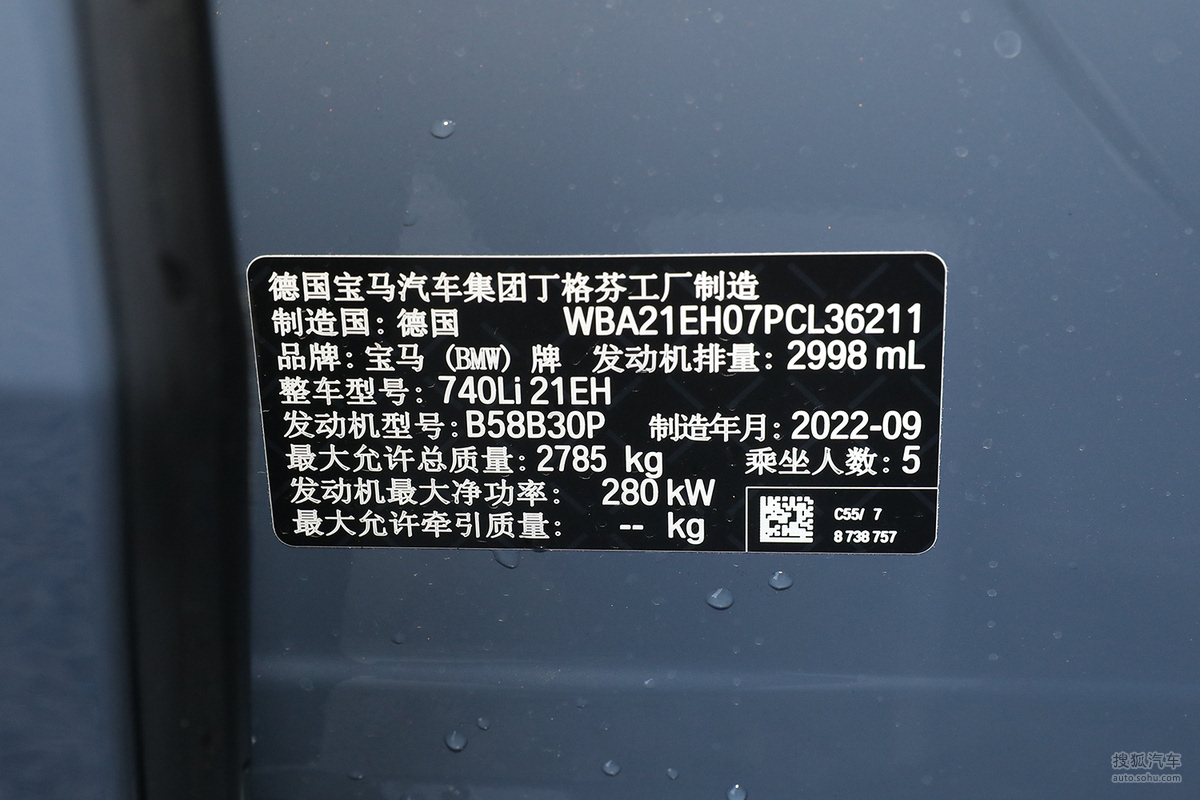 德国宝马汽车集团丁格芬工厂制造
制造国：德国 WBA21EH07PCL36211
品牌：宝马（BMW）牌 发动机排量：2998 mL
整车型号：740Li 21EH
发动机型号：B58B30P 制造年月：2022-09
最大允许总质量：2785 kg 乘坐人数：5
发动机最大净功率： 280 kW
最大允许牵引质量： -- kg
C55/ 7
8 738 757
搜狐汽车
auto.sohu.com